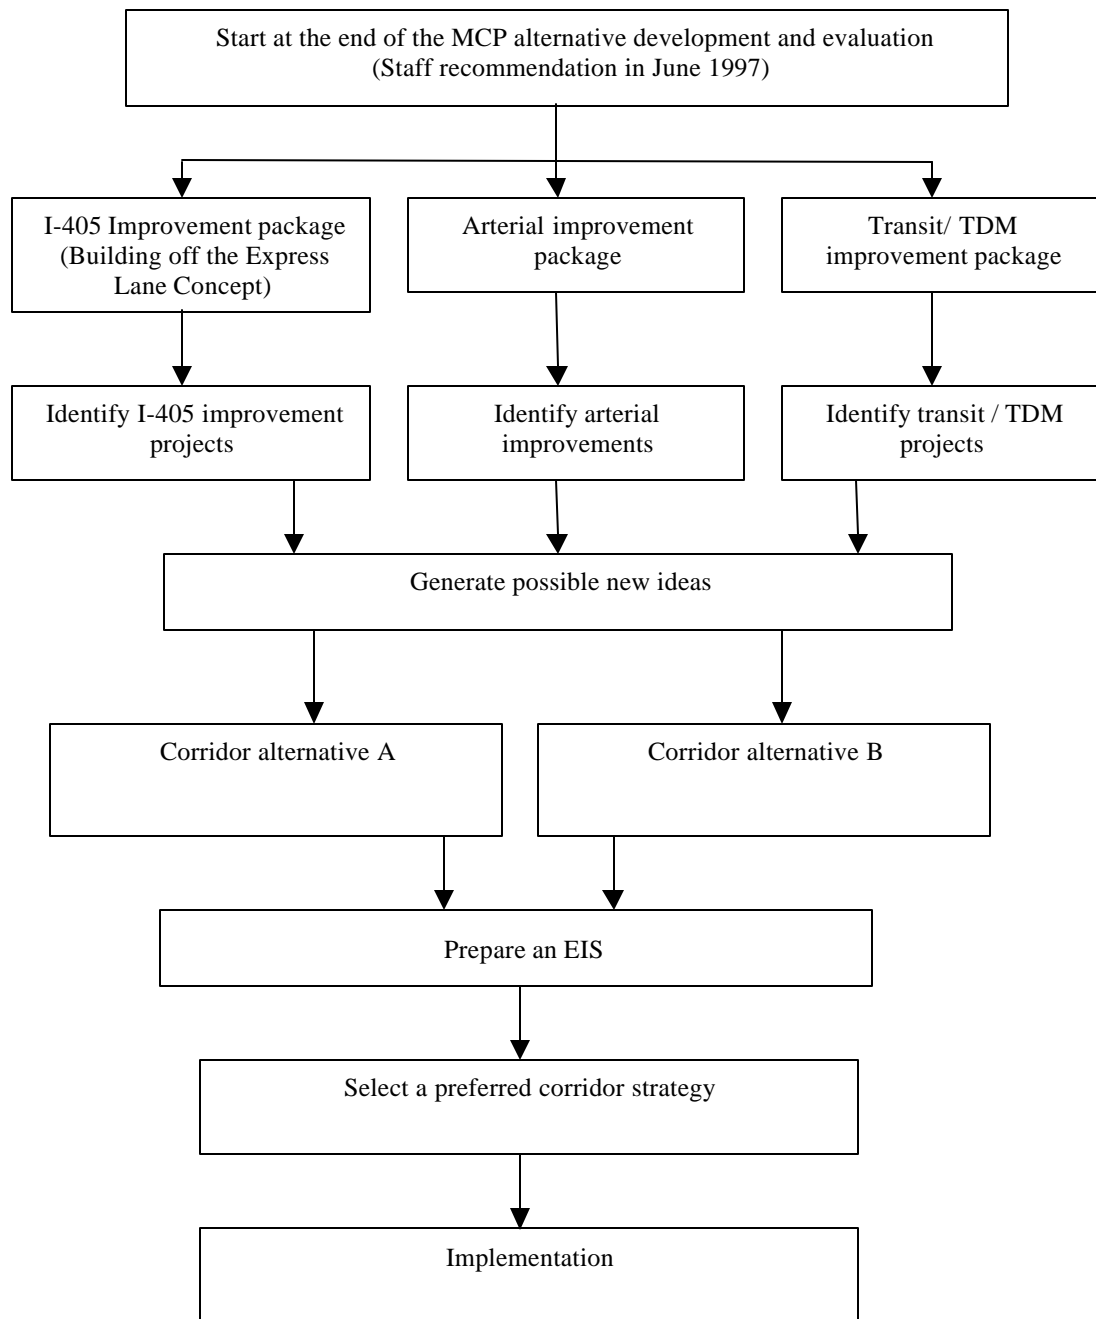 Start at the end of the MCP alternative development and evaluation
(Staff recommendation in June 1997)
I-405 Improvement package
(Building off the Express
Lane Concept)
Arterial improvement
package
Transit/ TDM
improvement package
Identify I-405 improvement
projects
Identify arterial
improvements
Identify transit / TDM
projects
Generate possible new ideas
Corridor alternative A
Corridor alternative B
Prepare an EIS
Select a preferred corridor strategy
Implementation